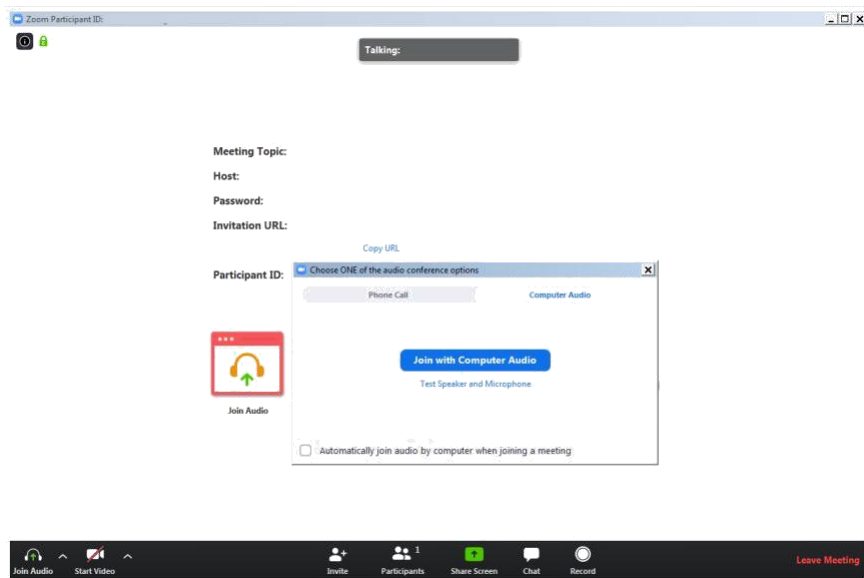 Zoom Participant ID:
Talking:
Meeting Topic:
Host:
Password:
Invitation URL:
Copy URL
Participant ID:
Choose ONE of the audio conference options
Phone Call
Computer Audio
Join with Computer Audio
Test Speaker and Microphone
Automatically join audio by computer when joining a meeting
Join Audio
Join Audio
Start Video
Invite
1
Participants
Share Screen
Chat
Record
Leave Meeting